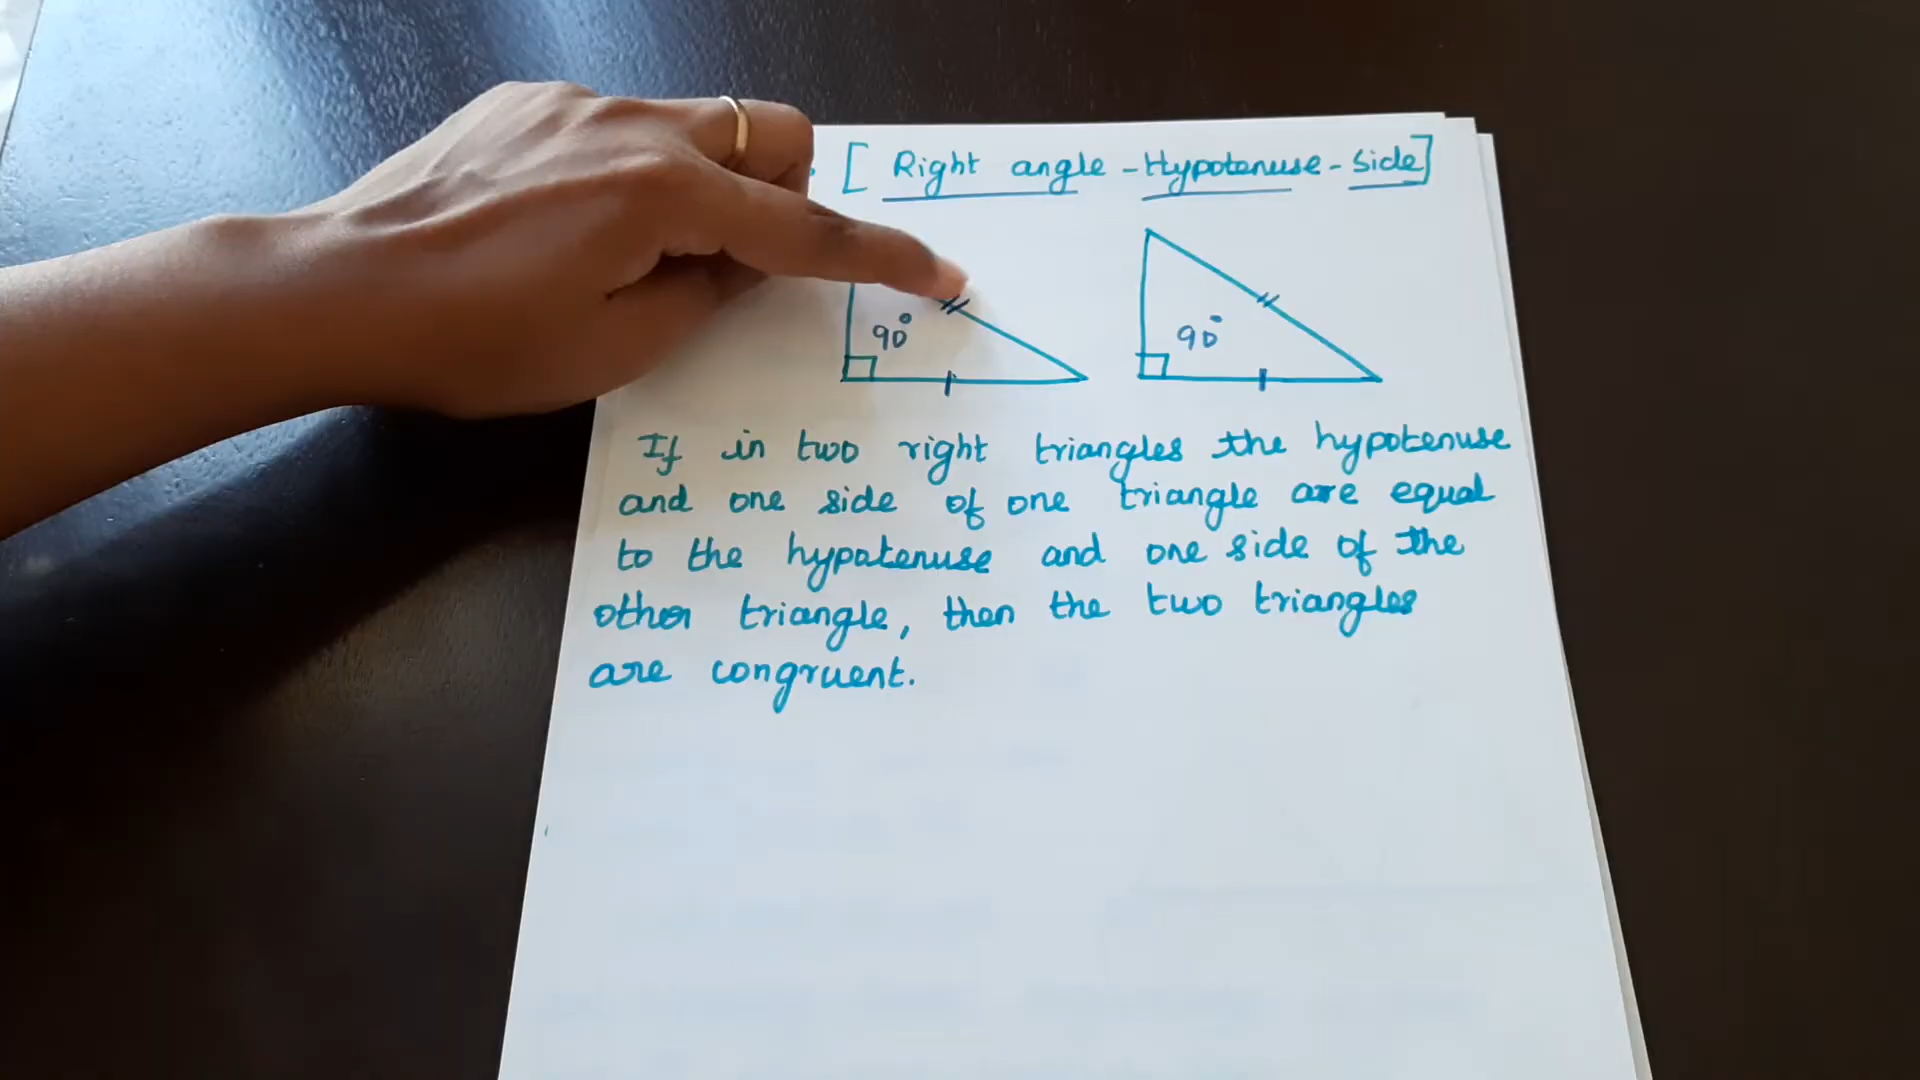 [ Right angle - Hypotenuse - Side ]
90° 90°
If in two right triangles the hypotenuse
and one side of one triangle are equal
to the hypotenuse and one side of the
other triangle, then the two triangles
are congruent.